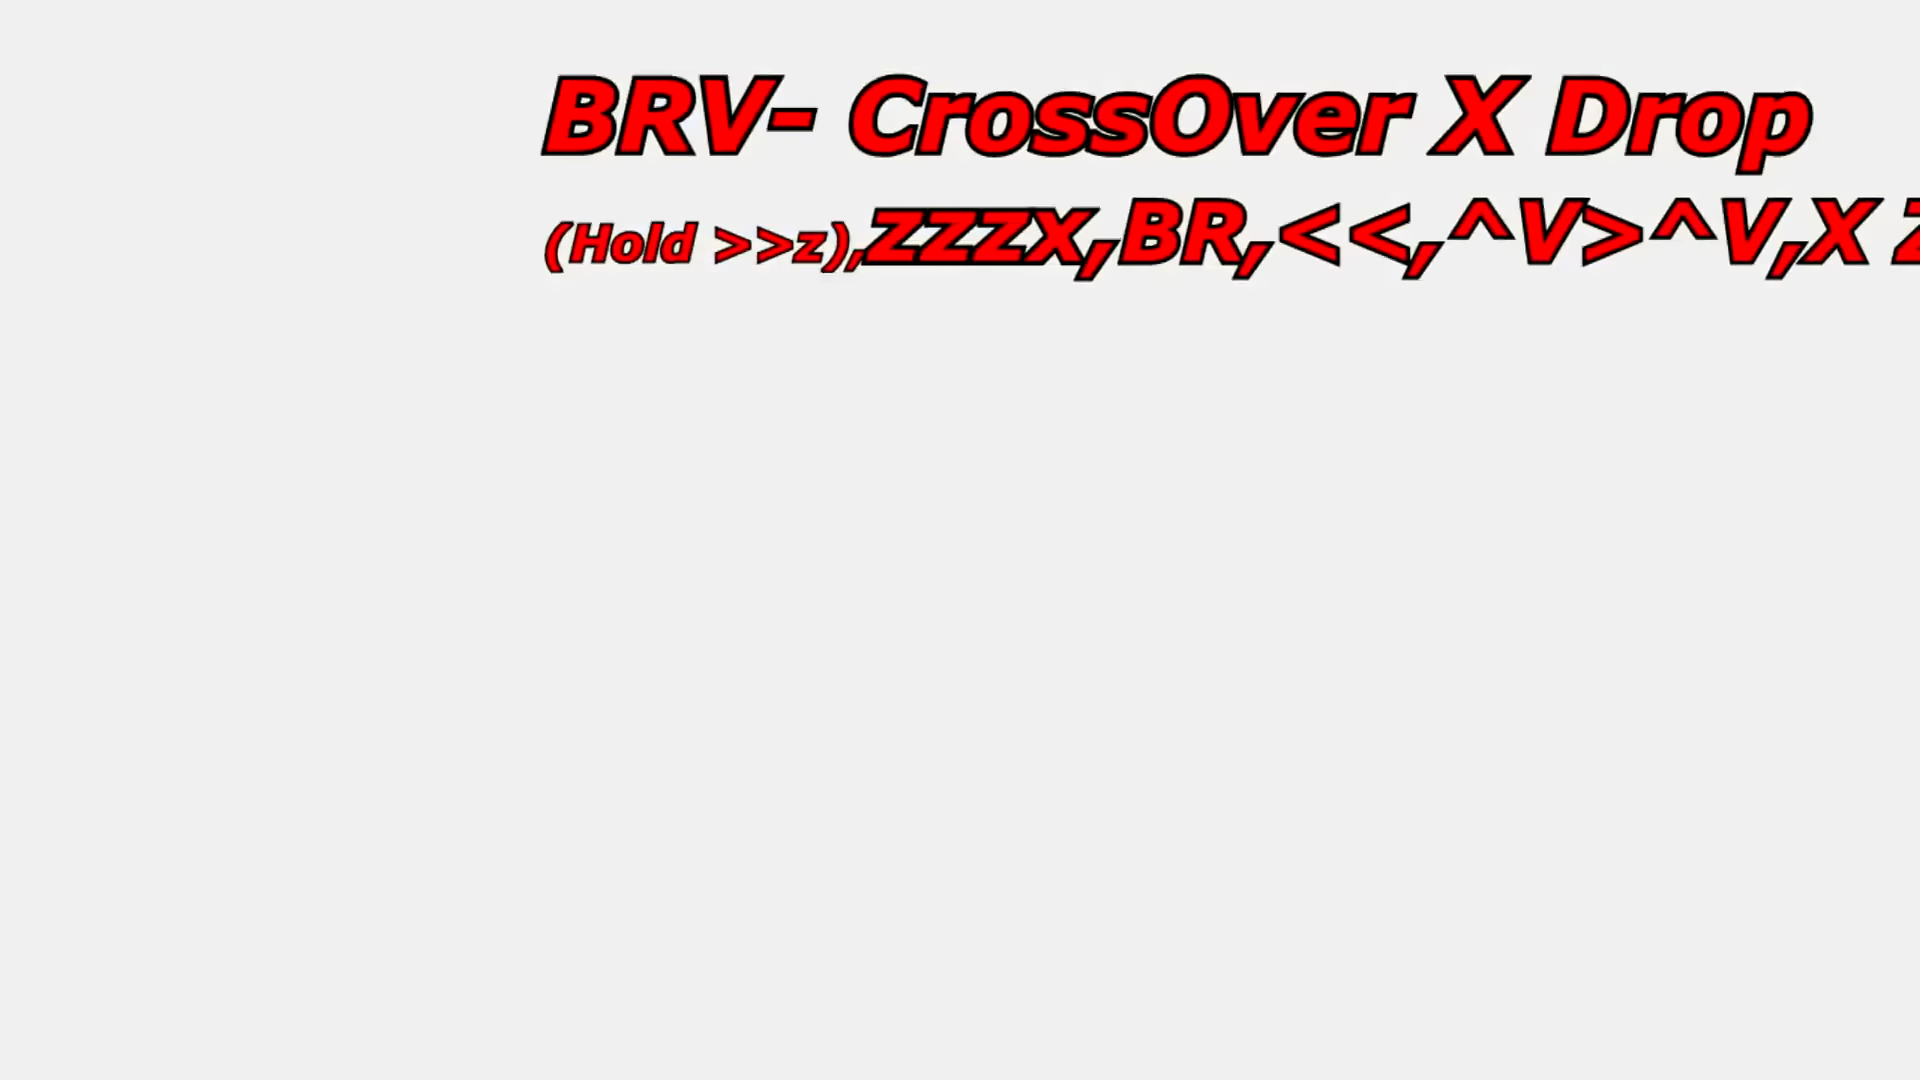 BRV- CrossOver X Drop
(Hold >>z),zzzx,BR,<<,^V>^V,X